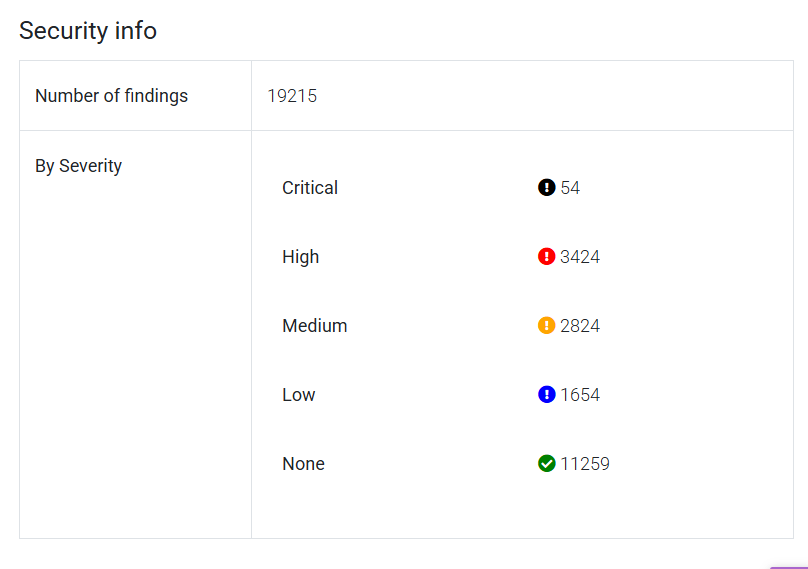 Security info
Number of findings 19215
By Severity
Critical 54
High 3424
Medium 2824
Low 1654
None 11259